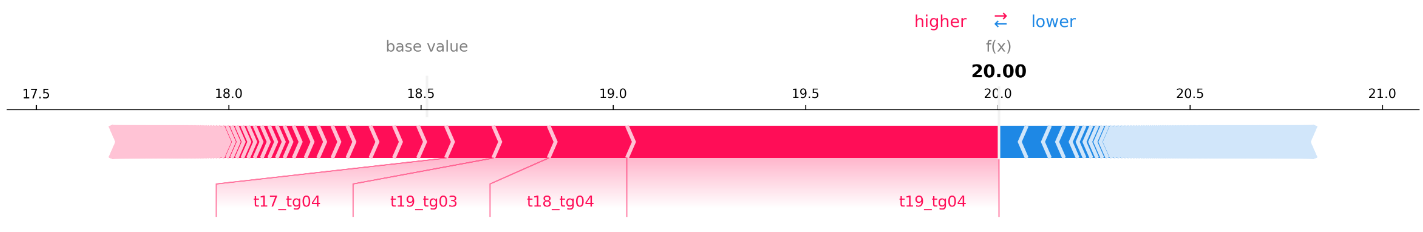 higher ⇄ lower
base value f(x)
20.00
17.5 18.0 18.5 19.0 19.5 20.0 20.5 21.0
t17_tg04 t19_tg03 t18_tg04 t19_tg04